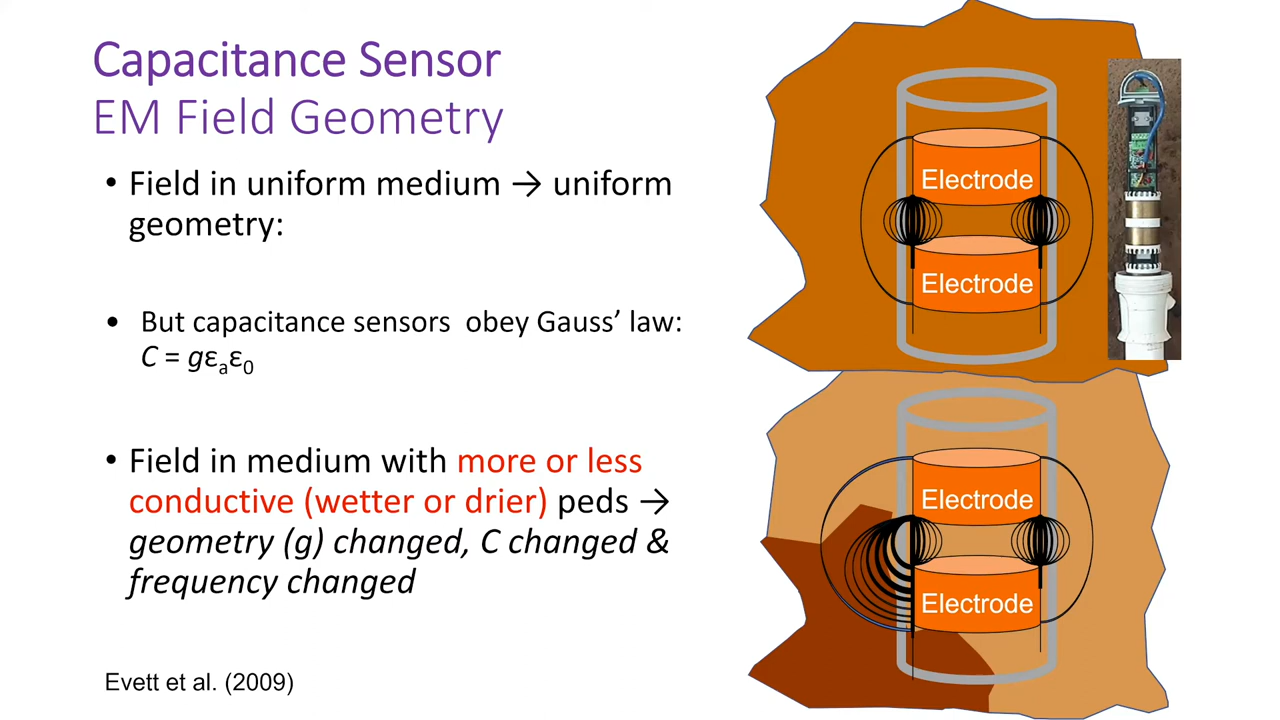 Capacitance Sensor
EM Field Geometry
• Field in uniform medium → uniform
geometry:
• But capacitance sensors obey Gauss’ law:
C = gεaε0
• Field in medium with more or less
conductive (wetter or drier) peds →
geometry (g) changed, C changed &
frequency changed
Evett et al. (2009)
Electrode
Electrode
Electrode
Electrode